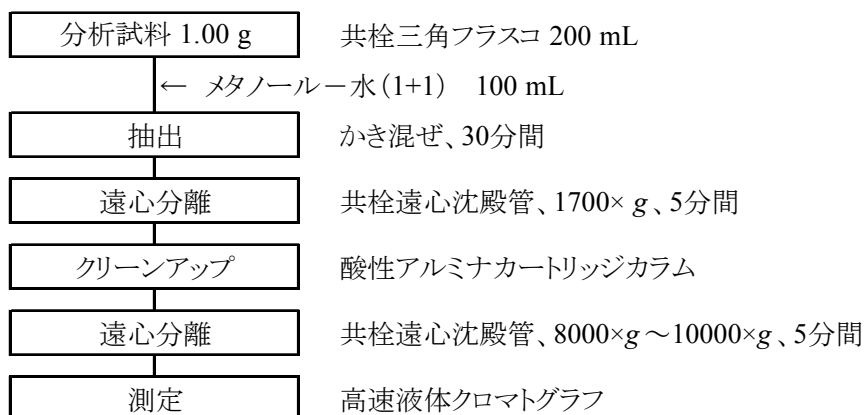 分析試料 1.00 g 共栓三角フラスコ 200 mL
← メタノール－水(1+1) 100 mL
抽出 かき混ぜ、30分間
遠心分離 共栓遠心沈殿管、1700× g、5分間
クリーンアップ 酸性アルミナカートリッジカラム
遠心分離 共栓遠心沈殿管、8000×g～10000×g、5分間
測定 高速液体クロマトグラフ